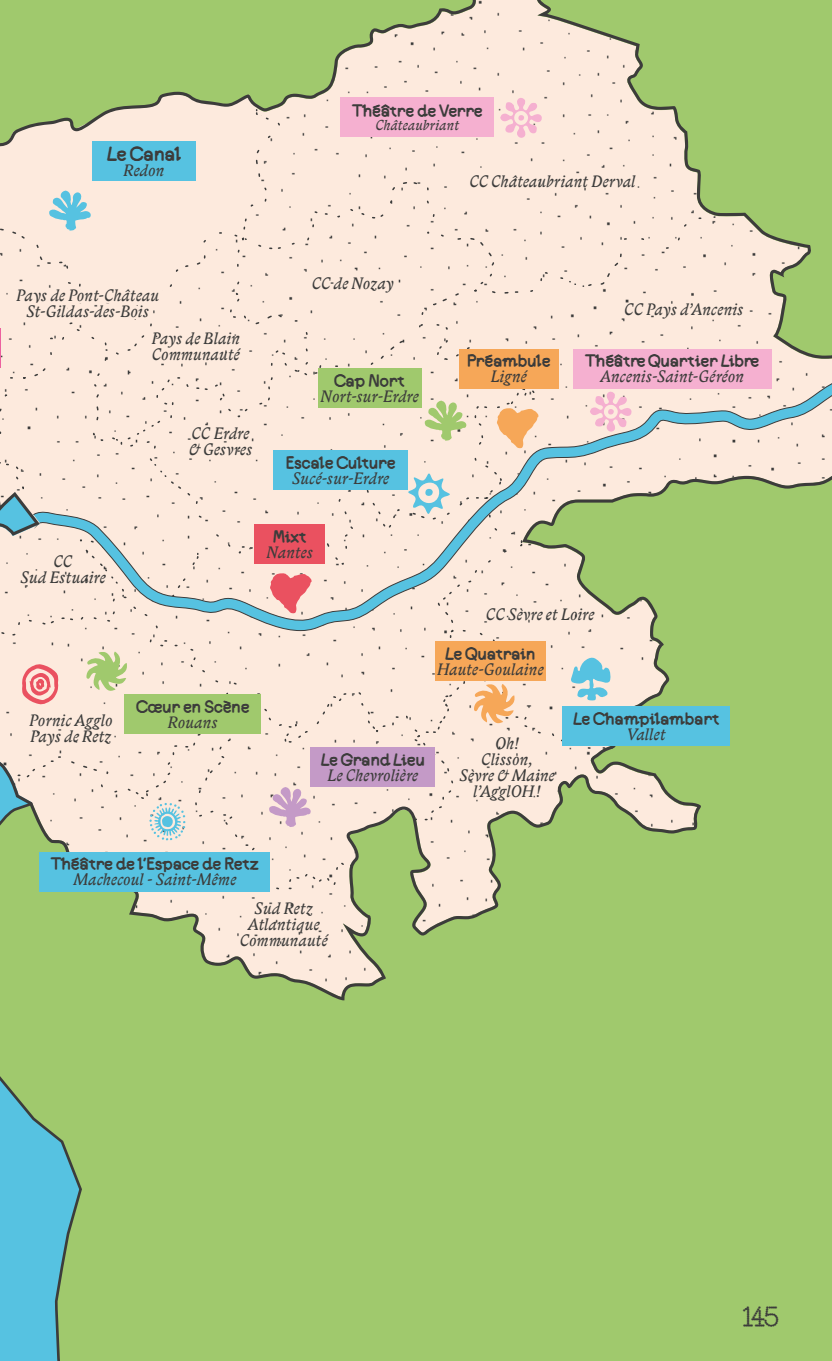 Théâtre de Verre
Châteaubriant
Le Canal
Redon
CC Châteaubriant Derval
CC de Nozay
Pays de Pont-Château
St-Gildas-des-Bois
CC Pays d'Ancenis
Pays de Blain
Communauté
Préambule
Ligné
Théâtre Quartier Libre
Ancenis-Saint-Géréon
Cap Nort
Nort-sur-Erdre
CC Erdre
& Gesvres
Escale Culture
Sucé-sur-Erdre
Mixt
Nantes
CC
Sud Estuaire
CC Sèvre et Loire
Le Quatrain
Haute-Goulaine
Cœur en Scène
Rouans
Pornic Agglo
Pays de Retz
Le Champilambart
Vallet
Oh!
Clisson,
Sèvre & Maine
l'AgglOH!
Le Grand Lieu
Le Chevrolière
Théâtre de l'Espace de Retz
Machecoul - Saint-Même
Sud Retz
Atlantique
Communauté
145